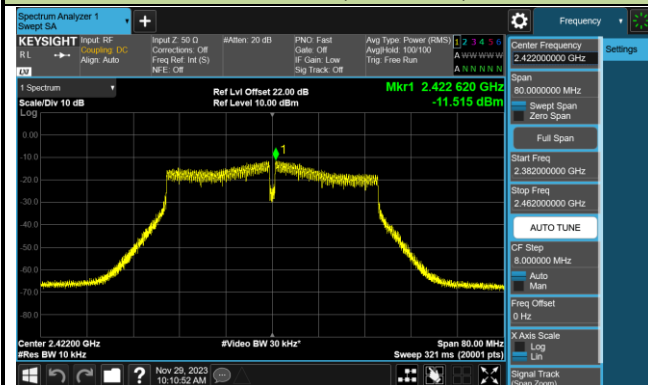 Spectrum Analyzer 1
Swept SA
+
Frequency
KEYSIGHT
RL
LXI
Input: RF
Coupling: DC
Align: Auto
Input Z: 50 Ω
Corrections: Off
Freq Ref: Int (S)
NFE: Off
#Atten: 20 dB
PNO: Fast
Gate: Off
IF Gain: Low
Sig Track: Off
Avg Type: Power (RMS)
Avg|Hold: 100/100
Trig: Free Run
1 2 3 4 5 6
A WW WW W
A N N N N N
1 Spectrum
Scale/Div 10 dB
Log
Ref Lvl Offset 22.00 dB
Ref Level 10.00 dBm
Mkr1 2.422 620 GHz
-11.515 dBm
0.00
-10.0
-20.0
-30.0
-40.0
-50.0
-60.0
-70.0
-80.0
1
Center 2.42200 GHz
#Res BW 10 kHz
#Video BW 30 kHz*
Span 80.00 MHz
Sweep 321 ms (20001 pts)
Nov 29, 2023
10:10:52 AM
?
Center Frequency
2.422000000 GHz
Span
80.0000000 MHz
Swept Span
Zero Span
Full Span
Start Freq
2.382000000 GHz
Stop Freq
2.462000000 GHz
AUTO TUNE
CF Step
8.000000 MHz
Auto
Man
Freq Offset
0 Hz
X Axis Scale
Log
Lin
Signal Track
(Span Zoom)
Settings